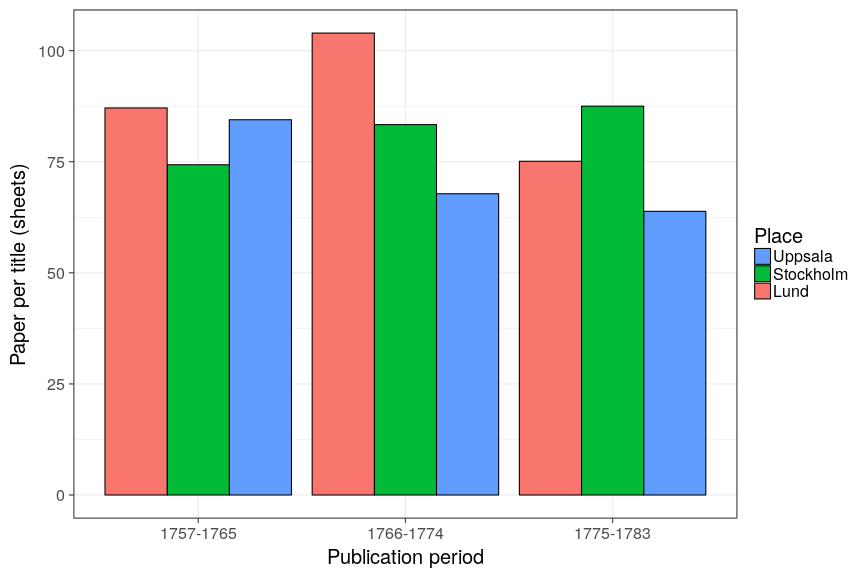 Paper per title (sheets)
100
75
50
25
0
1757-1765
1766-1774
1775-1783
Publication period
Place
Uppsala
Stockholm
Lund